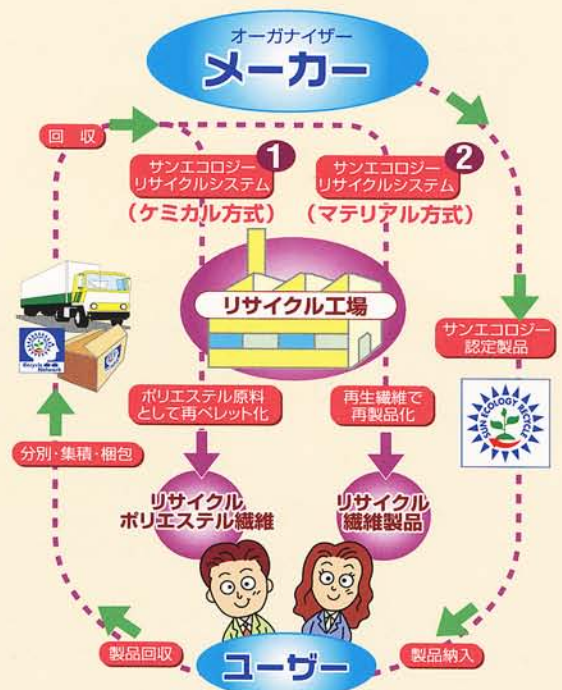 オーガナイザー
メーカー
回 収
サンエコロジー
リサイクルシステム
1
(ケミカル方式)
サンエコロジー
リサイクルシステム
2
(マテリアル方式)
リサイクル工場
サンエコロジー
認定製品
SUN ECOLOGY RECYCLE
Recycle
Network
ポリエステル原料
として再ペレット化
再生繊維で
再製品化
分別・集積・梱包
リサイクル
ポリエステル繊維
リサイクル
繊維製品
製品回収
ユーザー
製品納入